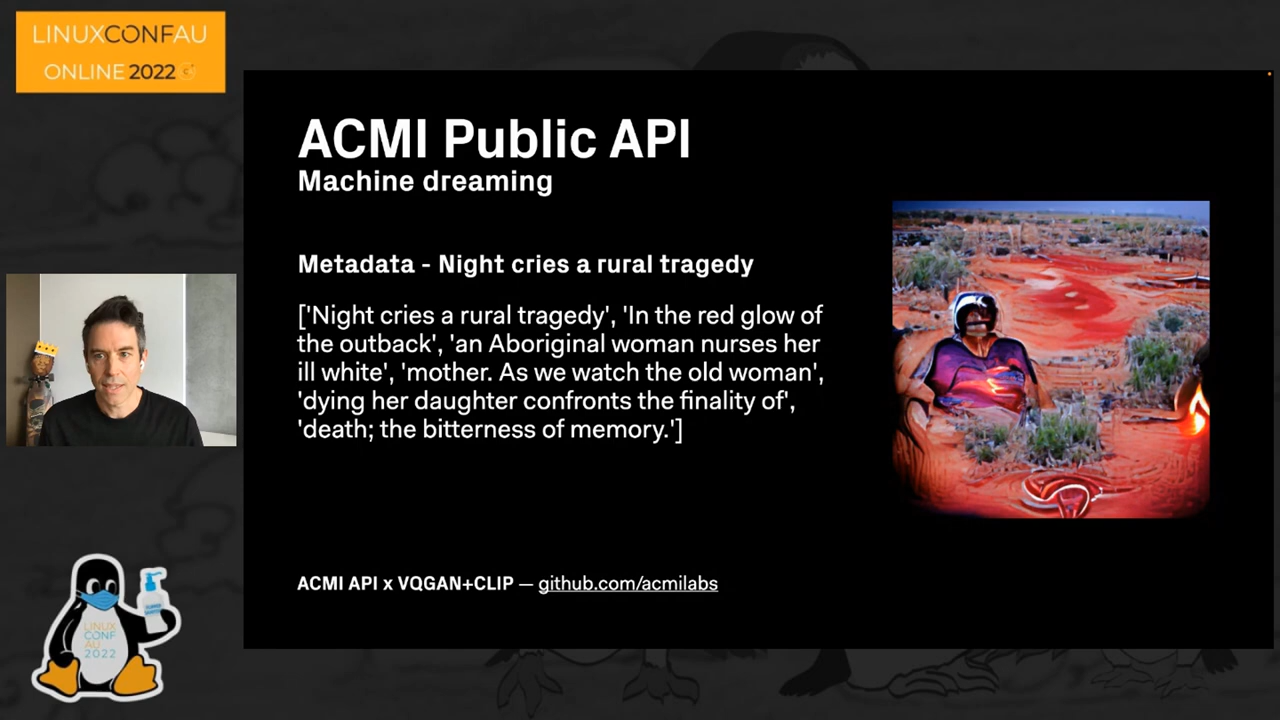 LINUXCONFAU
ONLINE 2022
ACMI Public API
Machine dreaming
Metadata - Night cries a rural tragedy
['Night cries a rural tragedy', 'In the red glow of
the outback', 'an Aboriginal woman nurses her
ill white', 'mother. As we watch the old woman',
'dying her daughter confronts the finality of',
'death; the bitterness of memory.']
ACMI API x VQGAN+CLIP — github.com/acmilabs
LINUX
CONF
AU
2022